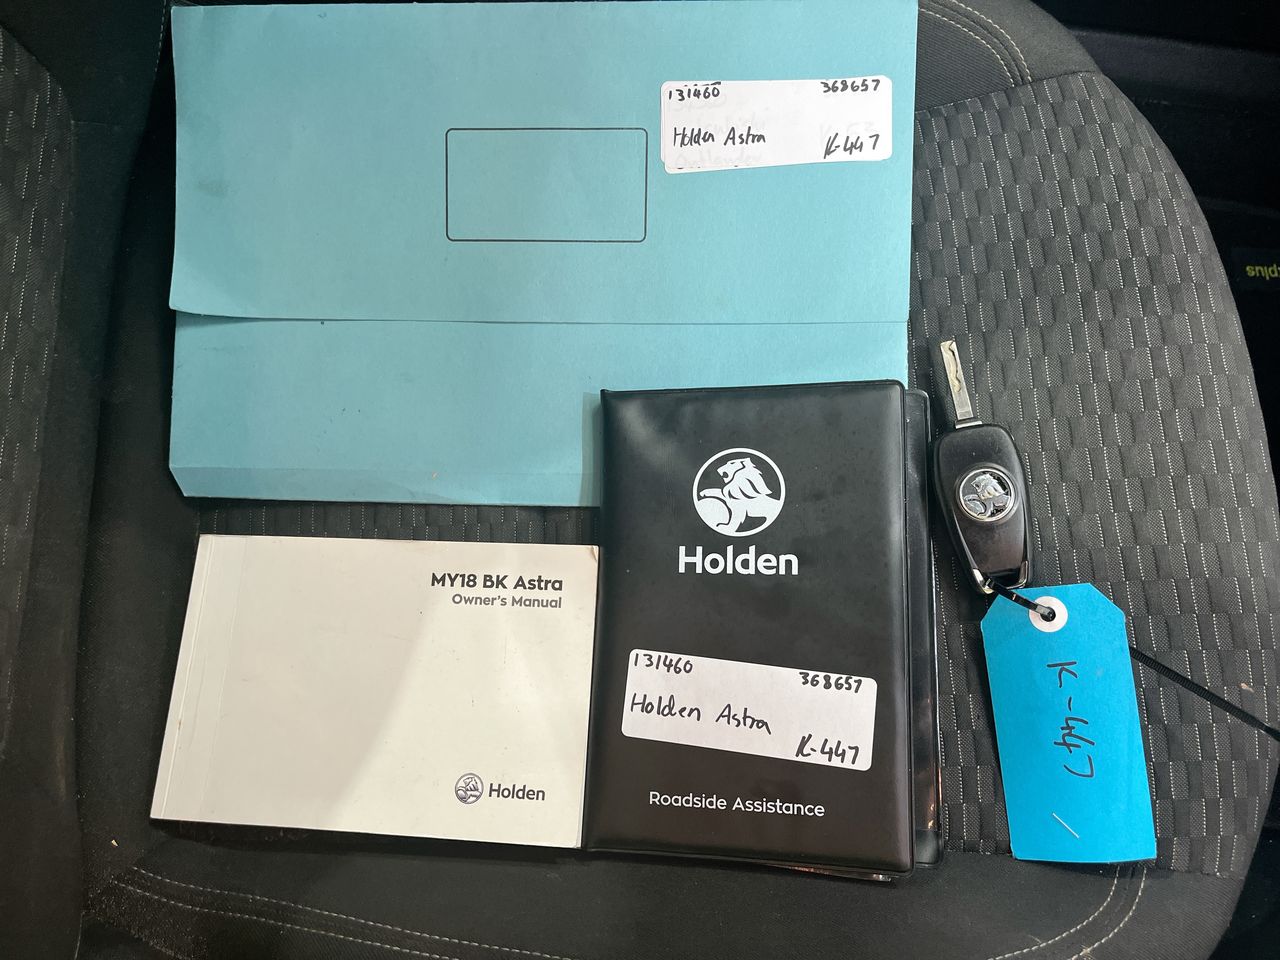 131460 368657
Holden Astra K-447
plus
MY18 BK Astra
Owner's Manual
Holden
Holden
131460 368657
Holden Astra
K-447
Roadside Assistance
K-447